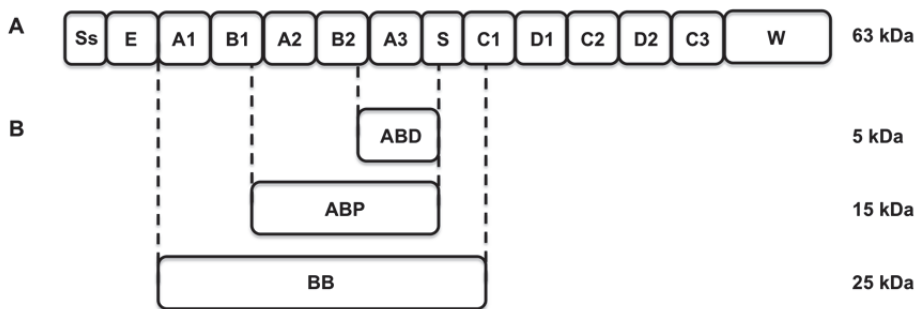 A Ss E A1 B1 A2 B2 A3 S C1 D1 C2 D2 C3 W 63 kDa
B
ABD 5 kDa
ABP 15 kDa
BB 25 kDa